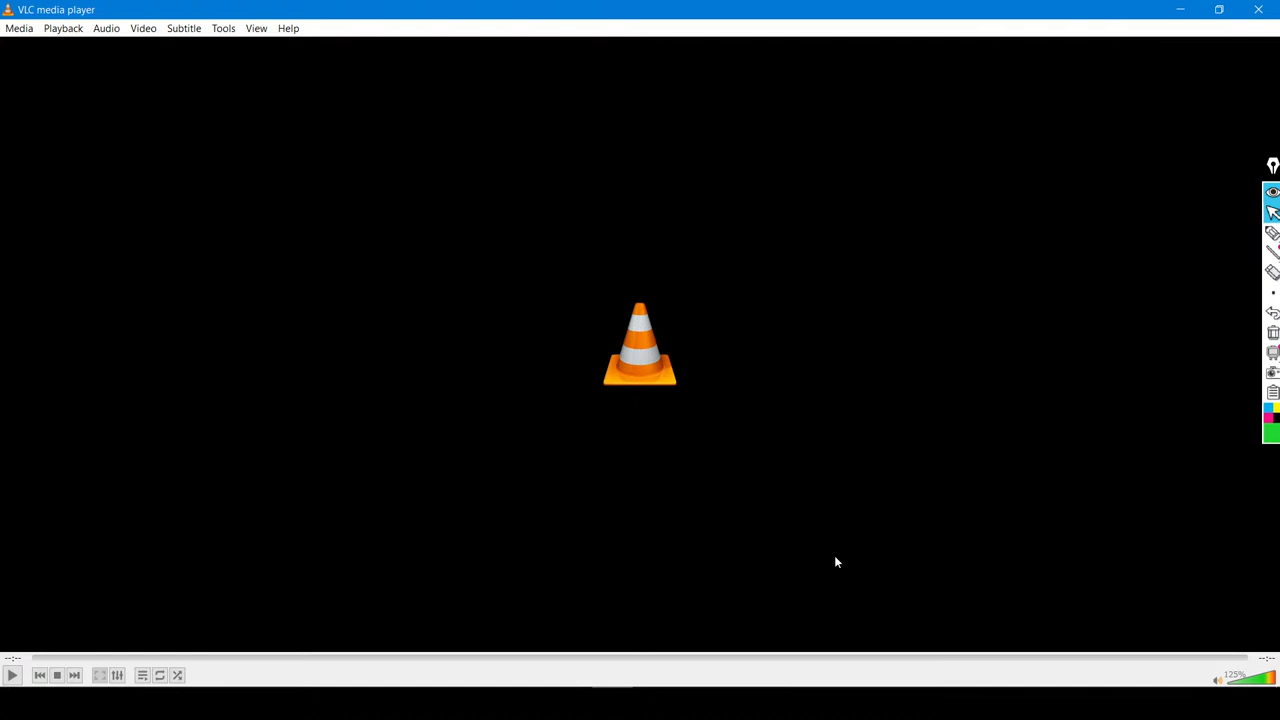 VLC media player
Media Playback Audio Video Subtitle Tools View Help
--:-- --:--
125%